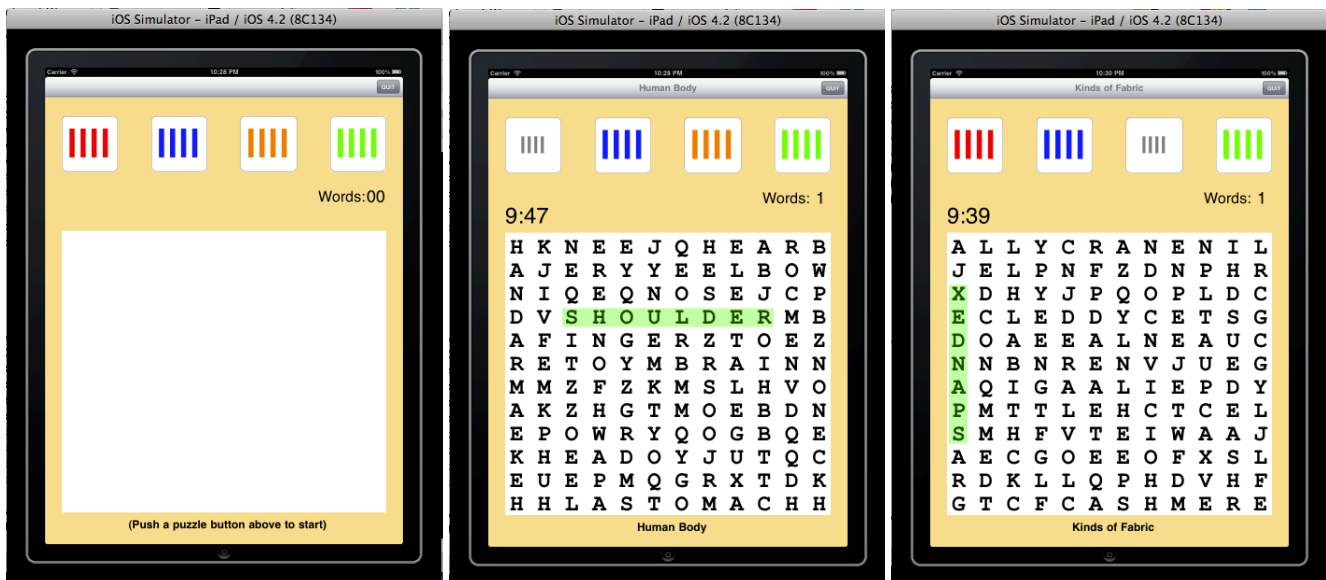 iOS Simulator – iPad / iOS 4.2 (8C134)
Carrier 10:28 PM 100%
QUIT
Words:00
(Push a puzzle button above to start)
iOS Simulator – iPad / iOS 4.2 (8C134)
Carrier 10:28 PM 100%
Human Body QUIT
Words: 1
9:47
H K N E E J Q H E A R B
A J E R Y Y E E L B O W
N I Q E Q N O S E J C P
D V S H O U L D E R M B
A F I N G E R Z T O E Z
R E T O Y M B R A I N N
M M Z F Z K M S L H V O
A K Z H G T M O E B D N
E P O W R Y Q O G B Q E
K H E A D O Y J U T Q C
E U E P M Q G R X T D K
H H L A S T O M A C H H
Human Body
iOS Simulator – iPad / iOS 4.2 (8C134)
Carrier 10:30 PM 100%
Kinds of Fabric QUIT
Words: 1
9:39
A L L Y C R A N E N I L
J E L P N F Z D N P H R
X D H Y J P Q O P L D C
E C L E D D Y C E T S G
D O A E E A L N E A U C
N N B N R E N V J U E G
A Q I G A A L I E P D Y
P M T T L E H C T C E L
S M H F V T E I W A A J
A E C G O E E O F X S L
R D K L L Q P H D V H F
G T C F C A S H M E R E
Kinds of Fabric